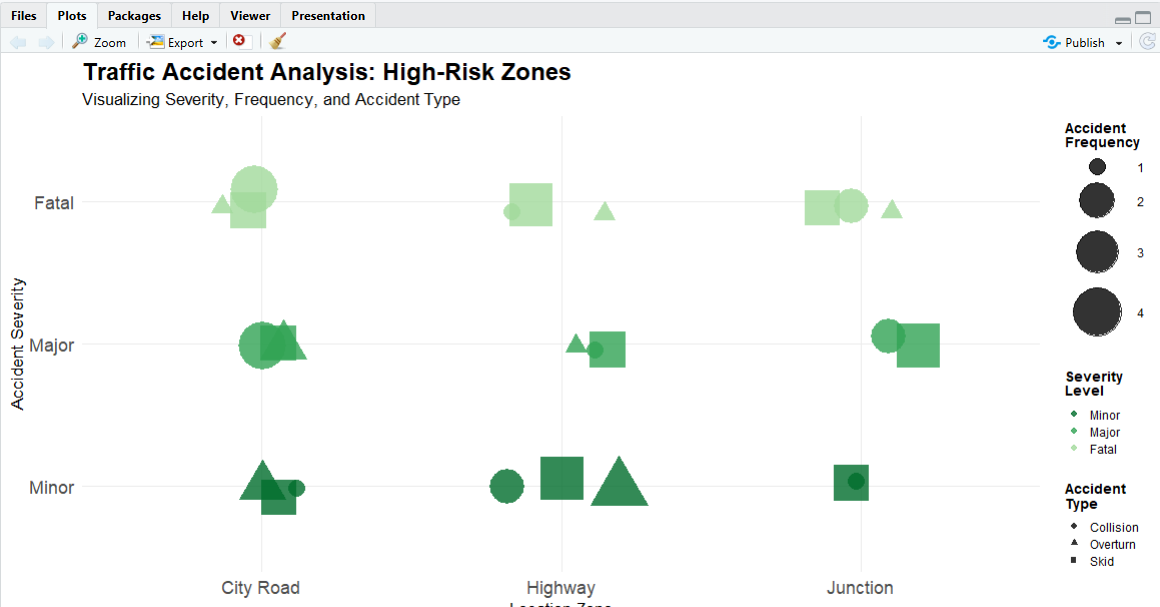 Files Plots Packages Help Viewer Presentation
Zoom Export Publish
Traffic Accident Analysis: High-Risk Zones
Visualizing Severity, Frequency, and Accident Type
Accident Severity
Fatal
Major
Minor
City Road Highway Junction
Location Zone
Accident
Frequency
1
2
3
4
Severity
Level
Minor
Major
Fatal
Accident
Type
Collision
Overturn
Skid